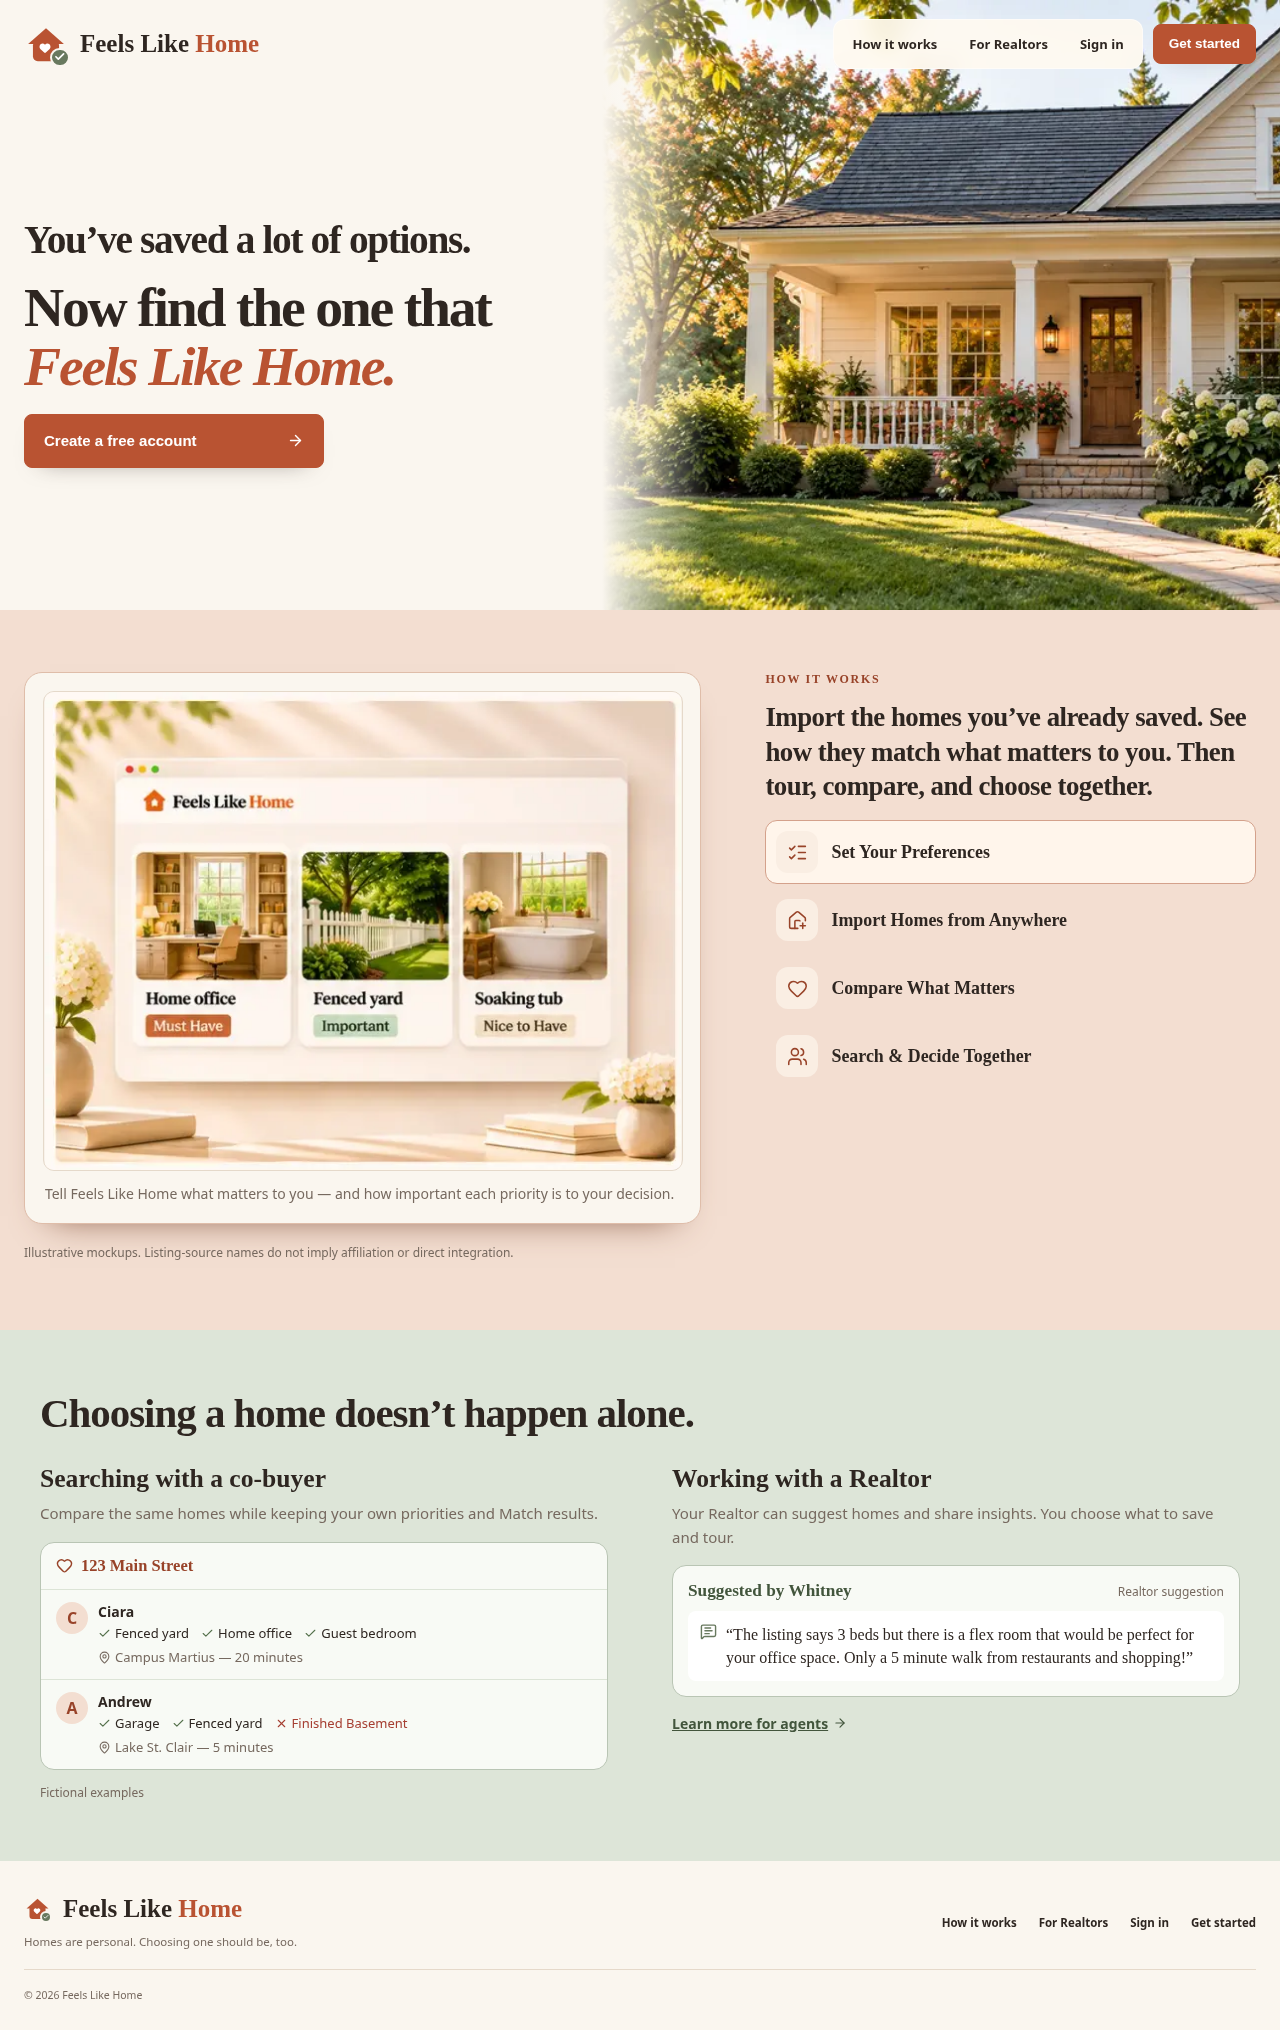 Feels Like Home
How it works
For Realtors
Sign in
Get started
You’ve saved a lot of options.
Now find the one that
Feels Like Home.
Create a free account
Feels Like Home
Home office
Must Have
Fenced yard
Important
Soaking tub
Nice to Have
Tell Feels Like Home what matters to you — and how important each priority is to your decision.
Illustrative mockups. Listing-source names do not imply affiliation or direct integration.
HOW IT WORKS
Import the homes you’ve already saved. See
how they match what matters to you. Then
tour, compare, and choose together.
Set Your Preferences
Import Homes from Anywhere
Compare What Matters
Search & Decide Together
Choosing a home doesn’t happen alone.
Searching with a co-buyer
Compare the same homes while keeping your own priorities and Match results.
123 Main Street
C
Ciara
Fenced yard
Home office
Guest bedroom
Campus Martius — 20 minutes
A
Andrew
Garage
Fenced yard
Finished Basement
Lake St. Clair — 5 minutes
Fictional examples
Working with a Realtor
Your Realtor can suggest homes and share insights. You choose what to save
and tour.
Suggested by Whitney
Realtor suggestion
“The listing says 3 beds but there is a flex room that would be perfect for
your office space. Only a 5 minute walk from restaurants and shopping!”
Learn more for agents
Feels Like Home
Homes are personal. Choosing one should be, too.
How it works
For Realtors
Sign in
Get started
© 2026 Feels Like Home